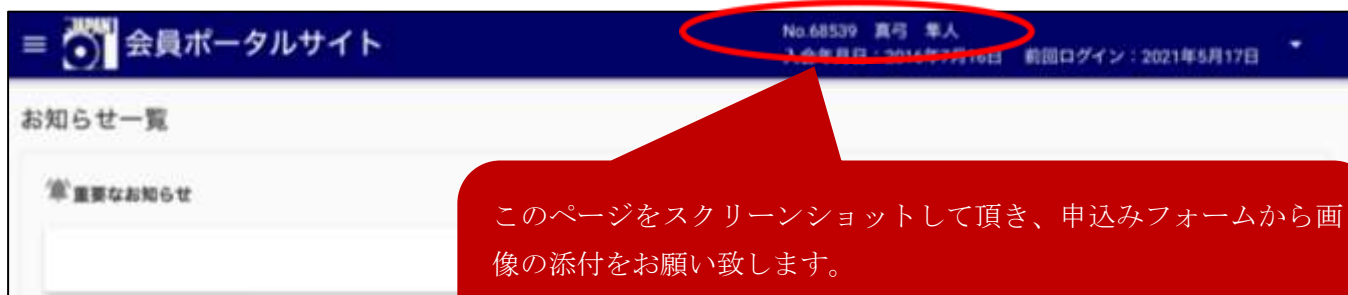 JAPAN
会員ポータルサイト
No.68539 真弓 隼人
入会年月日：2016年7月16日 前回ログイン：2021年5月17日
お知らせ一覧
重要なお知らせ
このページをスクリーンショットして頂き、申込みフォームから画
像の添付をお願い致します。